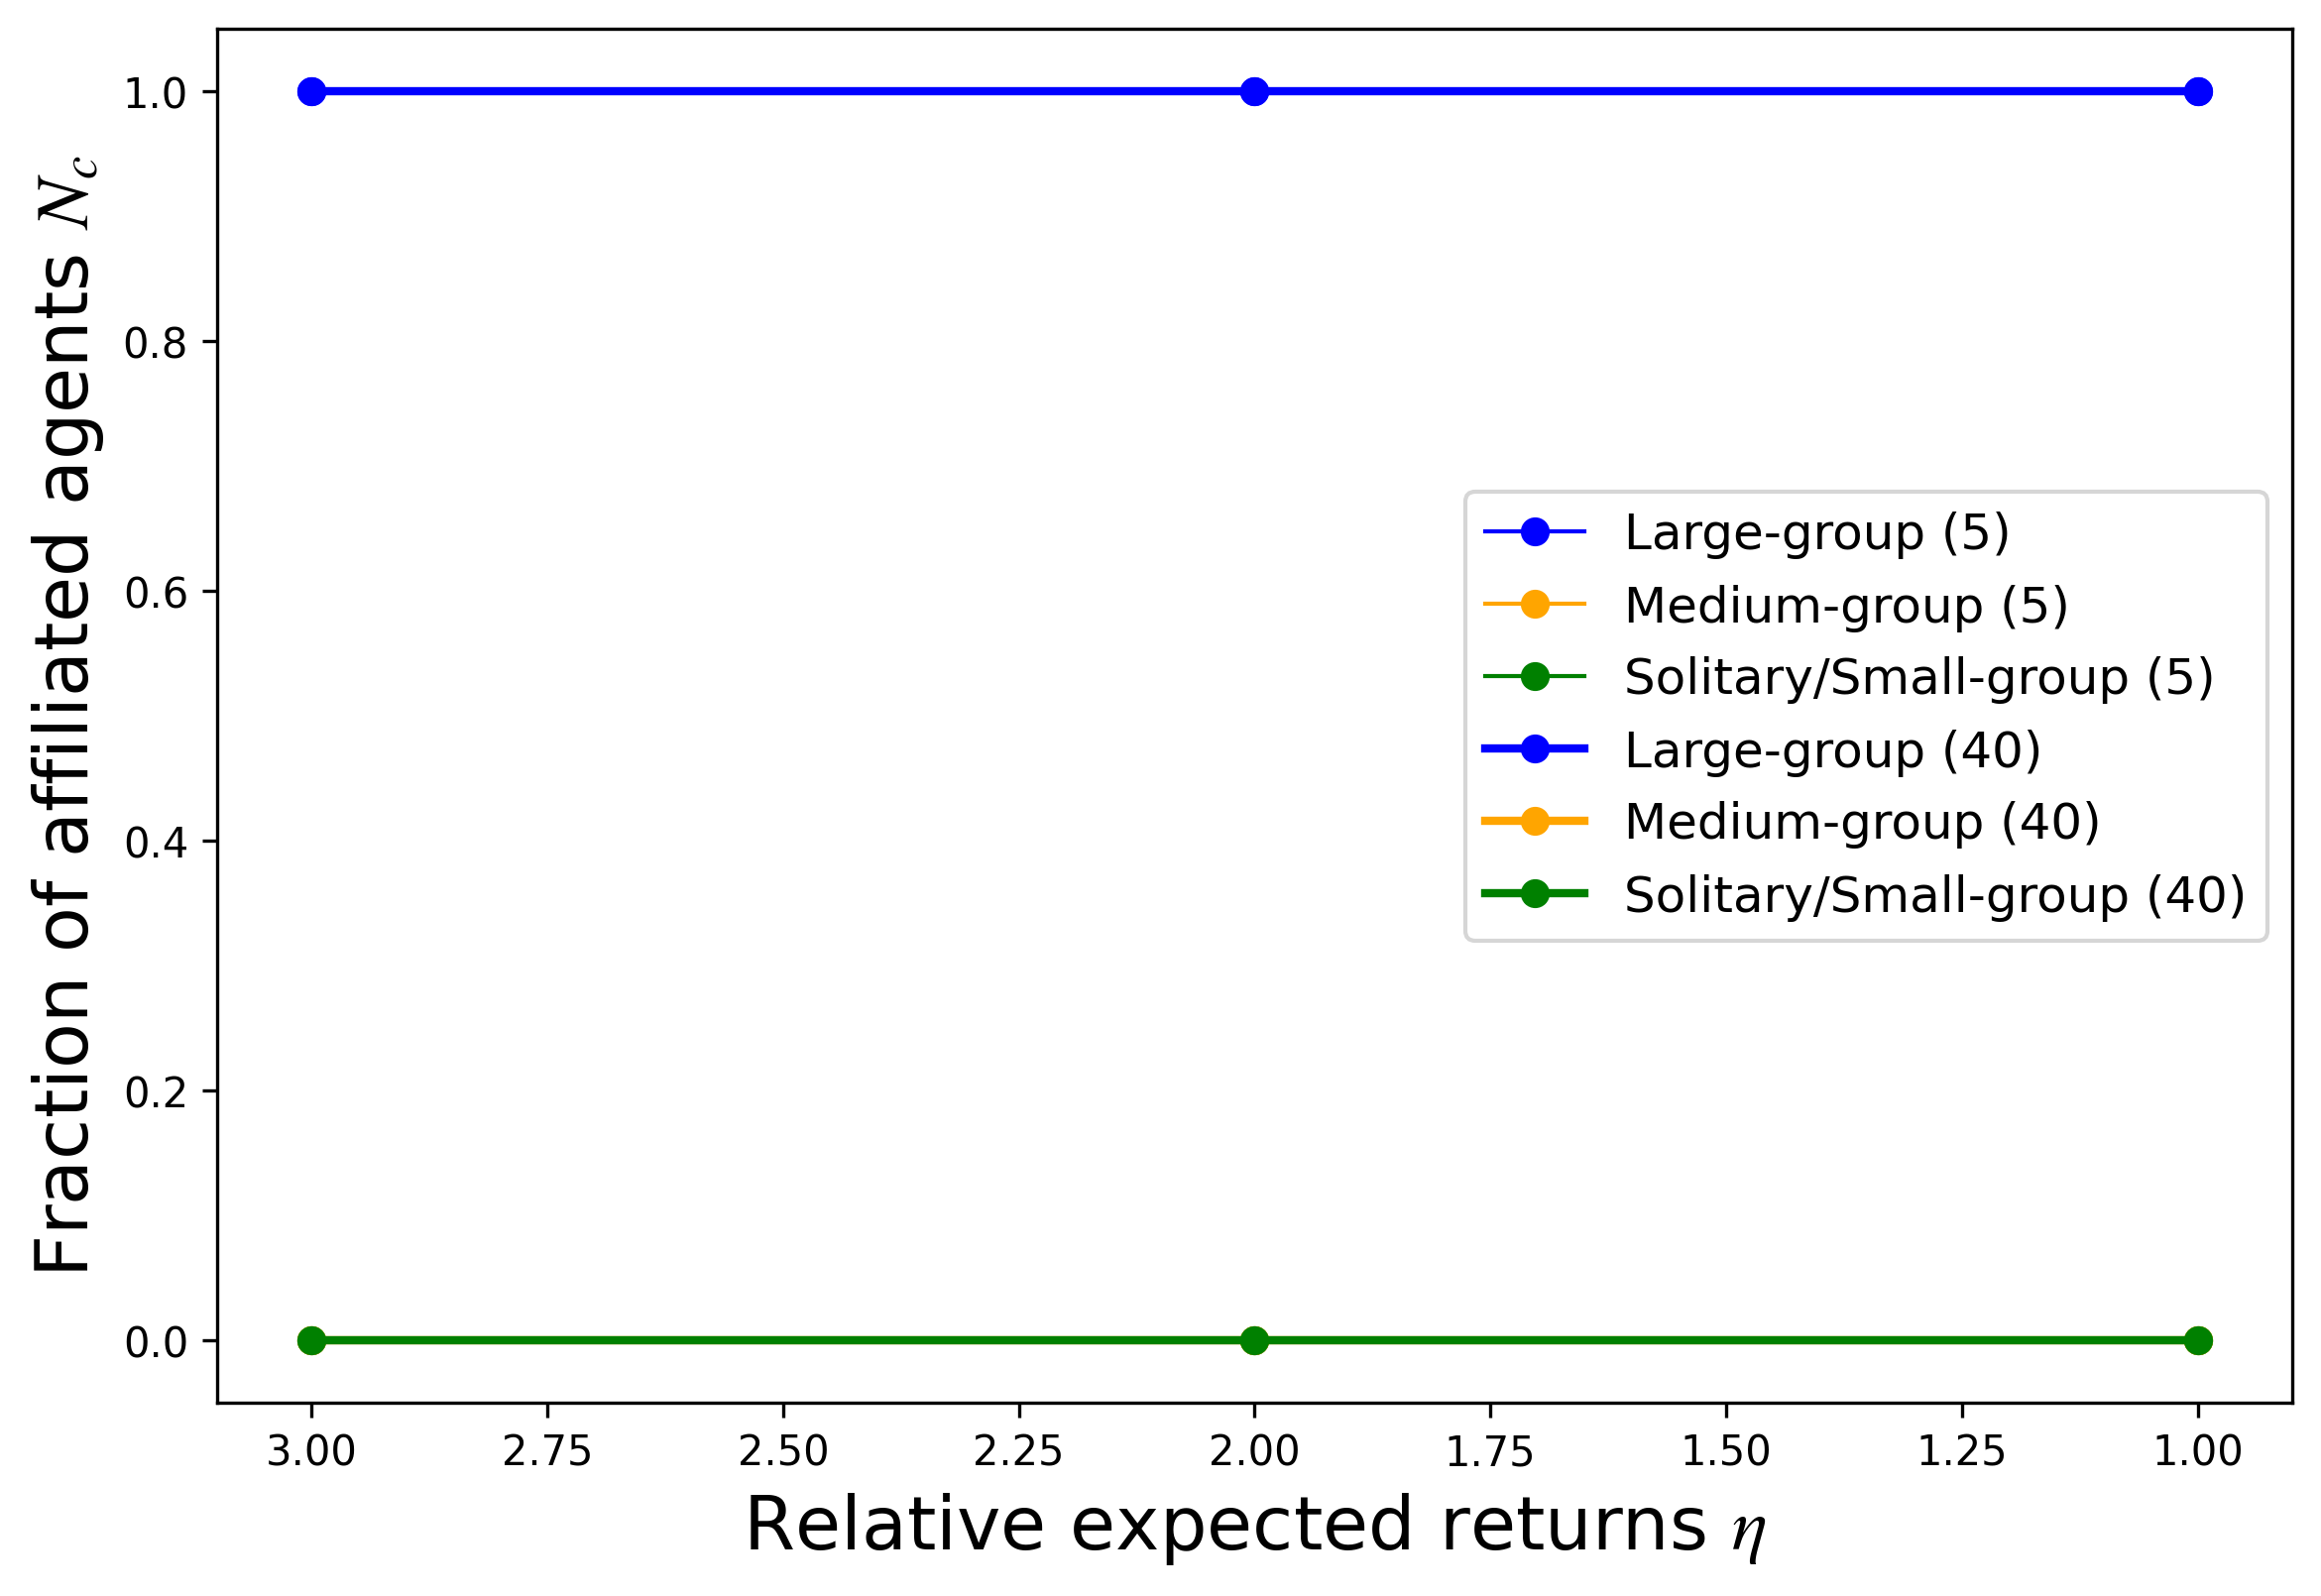 Fraction of affiliated agents N_c
1.0
0.8
0.6
0.4
0.2
0.0
Large-group (5)
Medium-group (5)
Solitary/Small-group (5)
Large-group (40)
Medium-group (40)
Solitary/Small-group (40)
3.00 2.75 2.50 2.25 2.00 1.75 1.50 1.25 1.00
Relative expected returns η